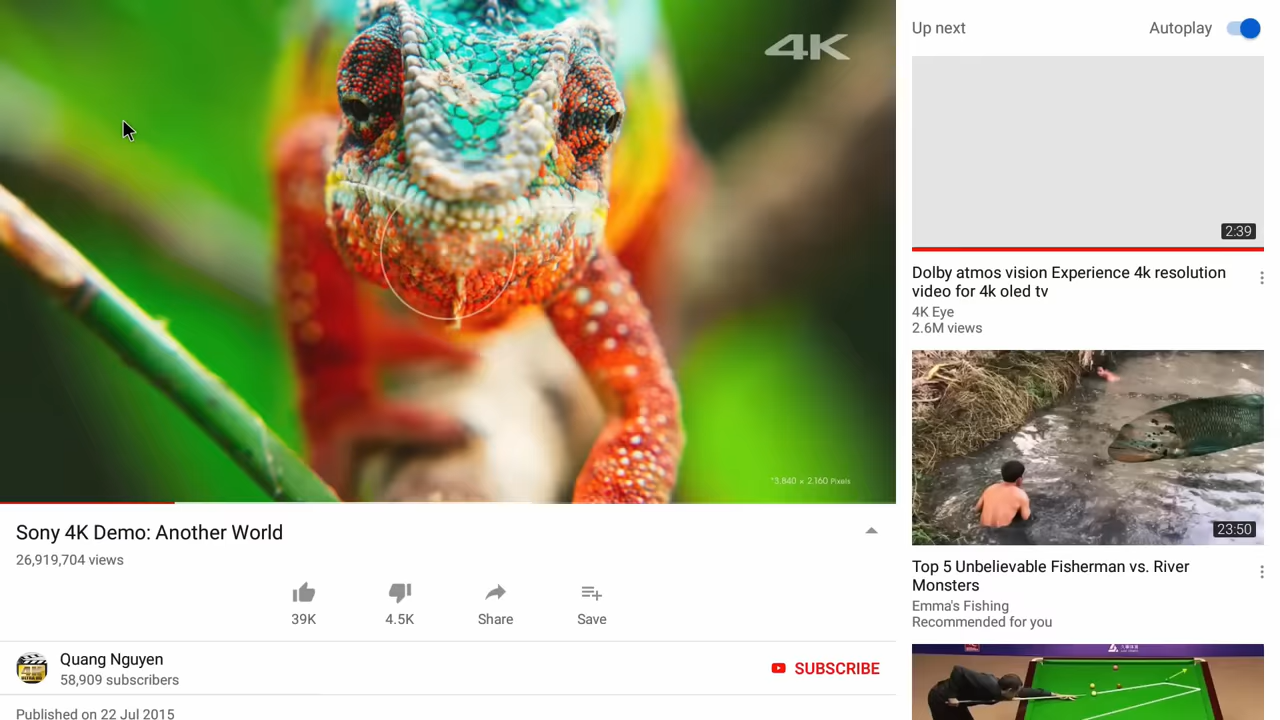 4K
*3,840 × 2,160 Pixels
Sony 4K Demo: Another World
26,919,704 views
39K
4.5K
Share
Save
Quang Nguyen
58,909 subscribers
SUBSCRIBE
Published on 22 Jul 2015
Up next
Autoplay
2:39
Dolby atmos vision Experience 4k resolution
video for 4k oled tv
4K Eye
2.6M views
23:50
Top 5 Unbelievable Fisherman vs. River
Monsters
Emma's Fishing
Recommended for you